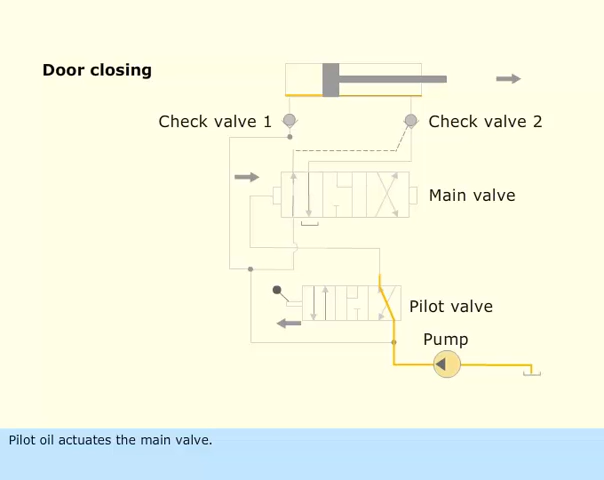 Door closing
Check valve 1
Check valve 2
Main valve
Pilot valve
Pump
Pilot oil actuates the main valve.